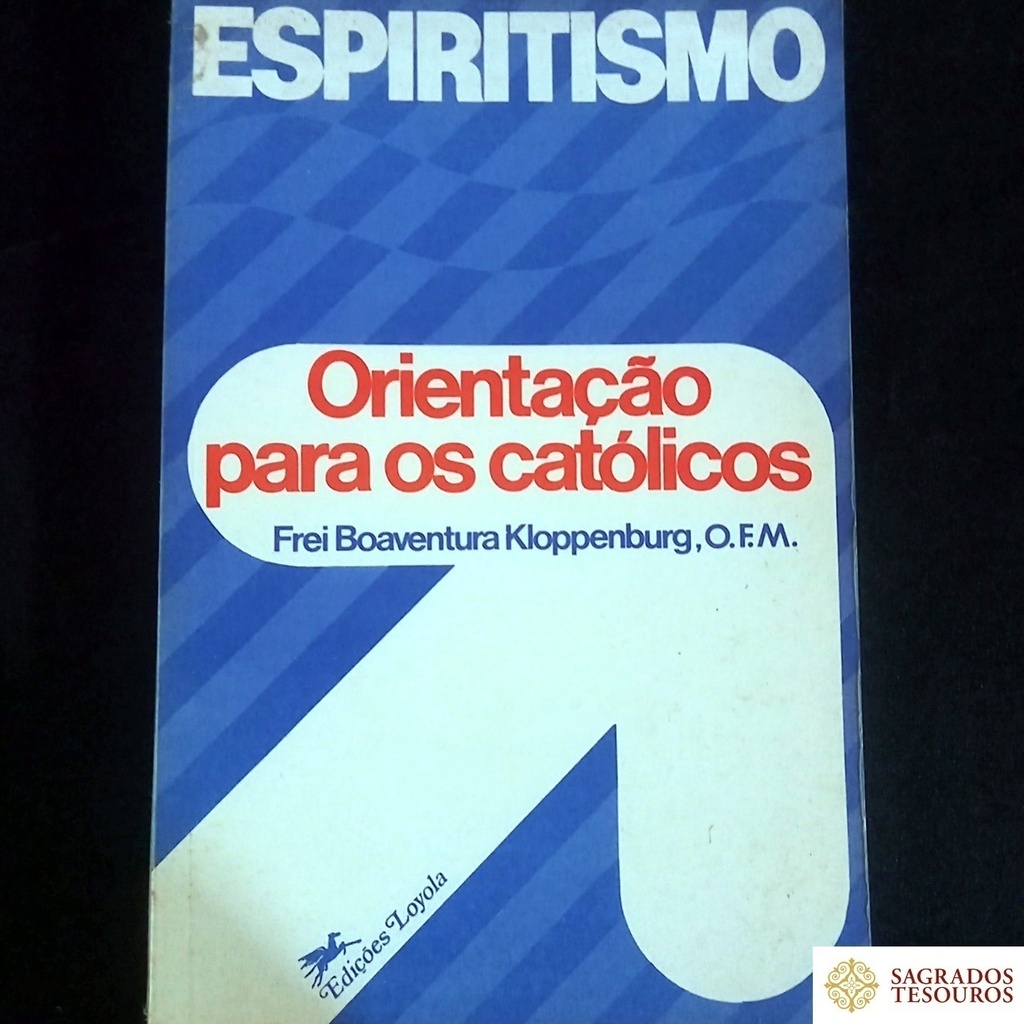 ESPIRITISMO
Orientação
para os católicos
Frei Boaventura Kloppenburg, O.F.M.
Edições Loyola
SAGRADOS
TESOUROS